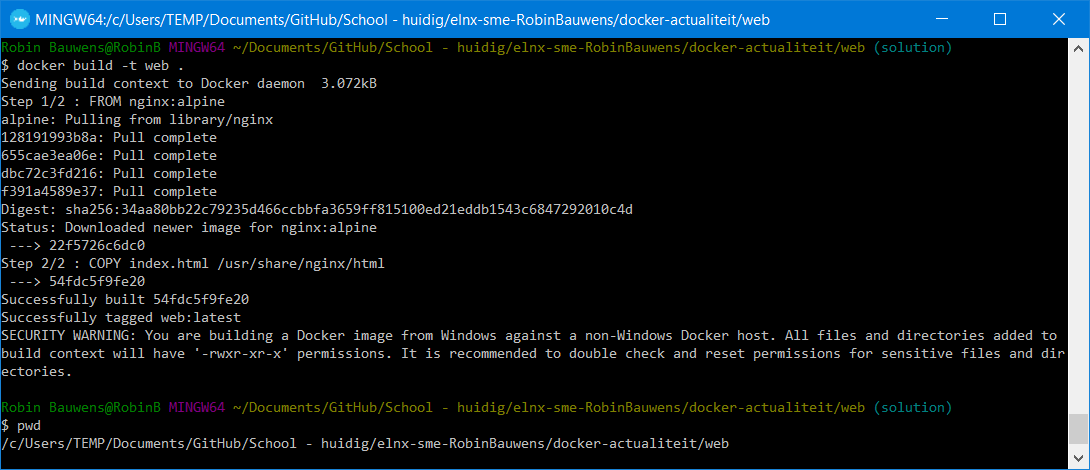 MINGW64:/c/Users/TEMP/Documents/GitHub/School - huidig/elnx-sme-RobinBauwens/docker-actualiteit/web
Robin Bauwens@RobinB MINGW64 ~/Documents/GitHub/School - huidig/elnx-sme-RobinBauwens/docker-actualiteit/web (solution)
$ docker build -t web .
Sending build context to Docker daemon  3.072kB
Step 1/2 : FROM nginx:alpine
alpine: Pulling from library/nginx
128191993b8a: Pull complete
655cae3ea06e: Pull complete
dbc72c3fd216: Pull complete
f391a4589e37: Pull complete
Digest: sha256:34aa80bb22c79235d466ccbbfa3659ff815100ed21eddb1543c6847292010c4d
Status: Downloaded newer image for nginx:alpine
 ---> 22f5726c6dc0
Step 2/2 : COPY index.html /usr/share/nginx/html
 ---> 54fdc5f9fe20
Successfully built 54fdc5f9fe20
Successfully tagged web:latest
SECURITY WARNING: You are building a Docker image from Windows against a non-Windows Docker host. All files and directories added to
build context will have '-rwxr-xr-x' permissions. It is recommended to double check and reset permissions for sensitive files and dir
ectories.
Robin Bauwens@RobinB MINGW64 ~/Documents/GitHub/School - huidig/elnx-sme-RobinBauwens/docker-actualiteit/web (solution)
$ pwd
/c/Users/TEMP/Documents/GitHub/School - huidig/elnx-sme-RobinBauwens/docker-actualiteit/web